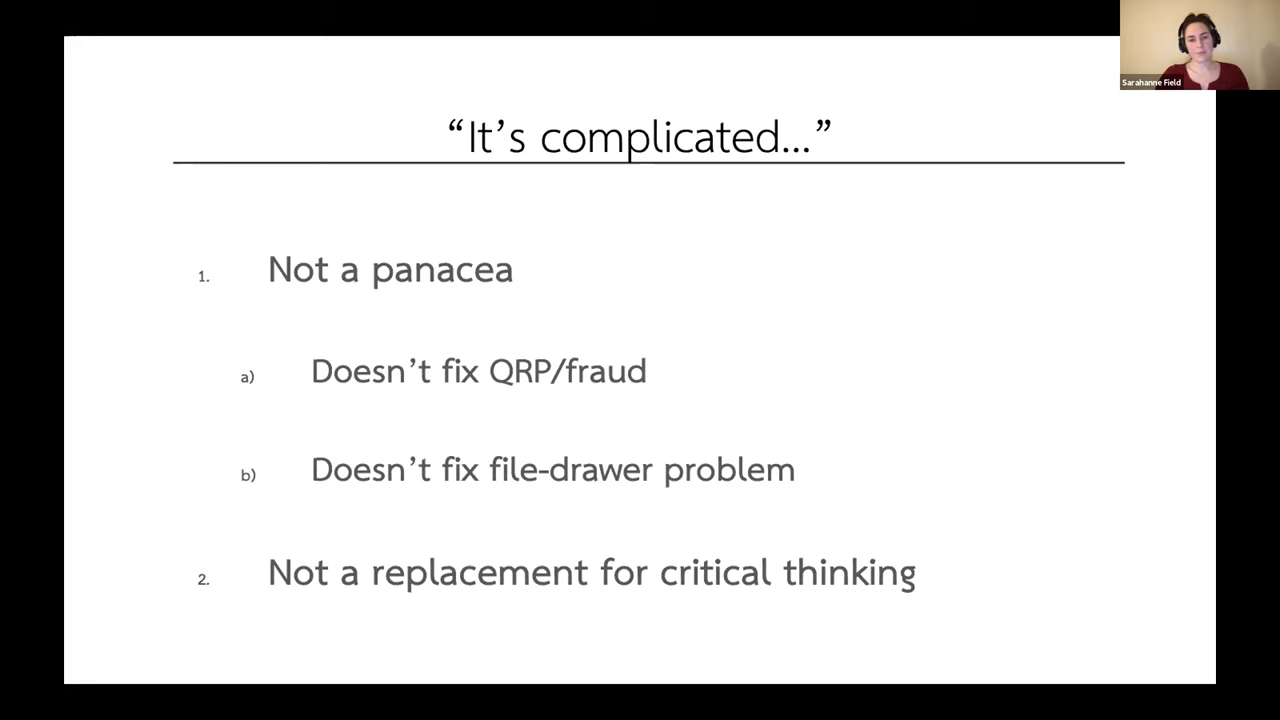 Sarahanne Field
“It’s complicated...”
1. Not a panacea
a) Doesn’t fix QRP/fraud
b) Doesn’t fix file-drawer problem
2. Not a replacement for critical thinking